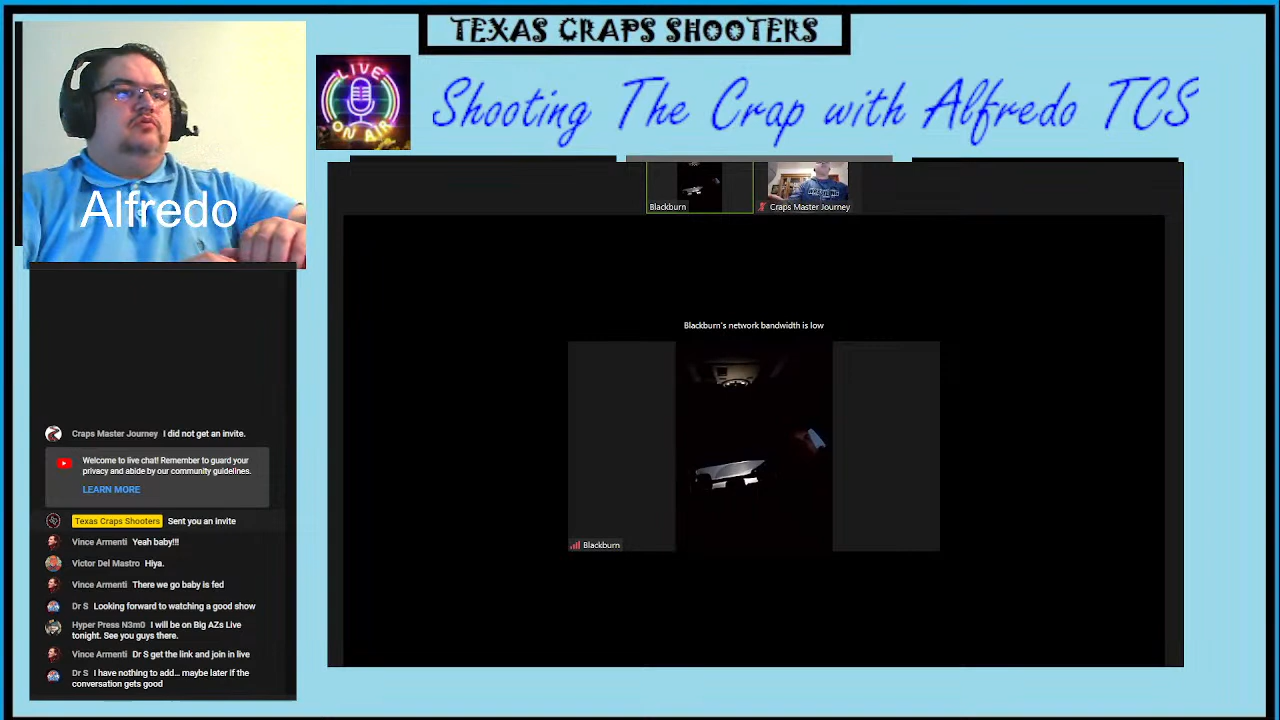 TEXAS CRAPS SHOOTERS
LIVE
ON AIR
Shooting The Crap with Alfredo TCS
Alfredo
Blackburn
Craps Master Journey
Blackburn's network bandwidth is low
Blackburn
Craps Master Journey I did not get an invite.
Welcome to live chat! Remember to guard your
privacy and abide by our community guidelines.
LEARN MORE
Texas Craps Shooters Sent you an invite
Vince Armenti Yeah baby!!!
Victor Del Mastro Hiya.
Vince Armenti There we go baby is fed
Dr S Looking forward to watching a good show
Hyper Press N3m0 I will be on Big AZs Live
tonight. See you guys there.
Vince Armenti Dr S get the link and join in live
Dr S I have nothing to add... maybe later if the
conversation gets good